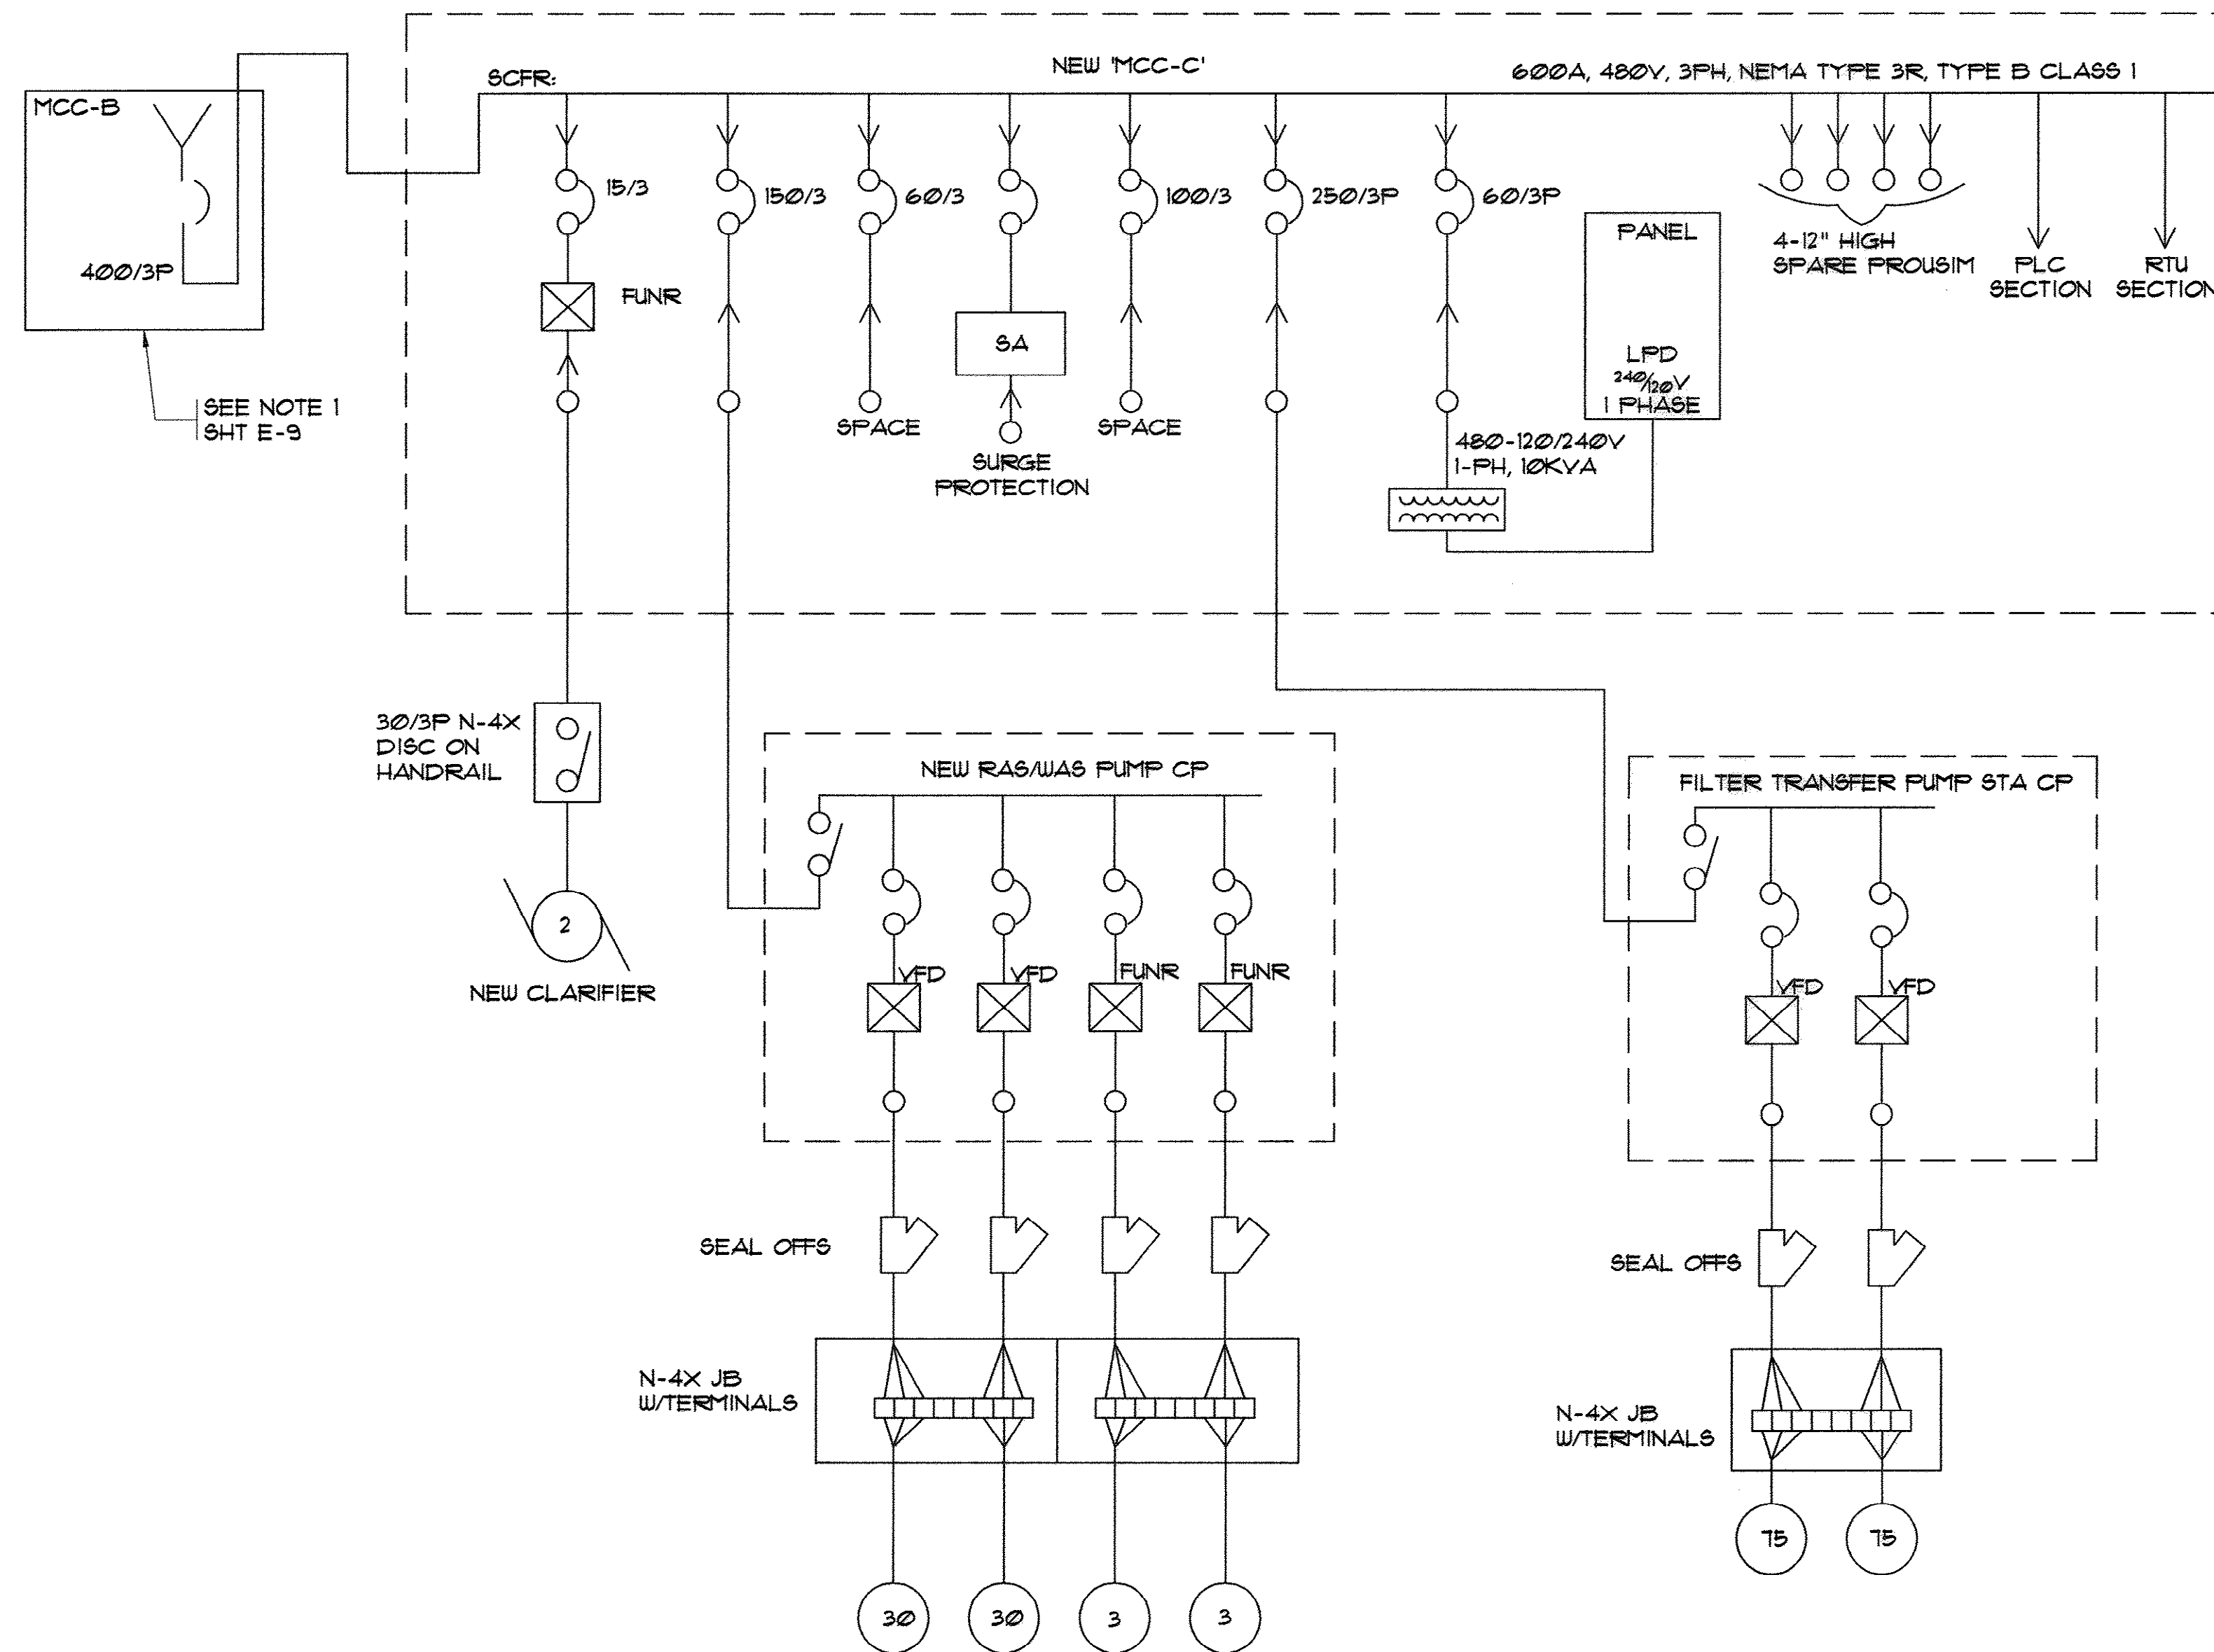 SCFR:
NEW 'MCC-C'
600A, 480V, 3PH, NEMA TYPE 3R, TYPE B CLASS 1
MCC-B
400/3P
SEE NOTE 1
SHT E-9
15/3
150/3
60/3
100/3
250/3P
60/3P
FUNR
SA
SPACE
SURGE
PROTECTION
SPACE
PANEL
LPD
240/120V
1 PHASE
480-120/240V
1-PH, 10KVA
4-12" HIGH
SPARE PROUSIM
PLC
SECTION
RTU
SECTION
30/3P N-4X
DISC ON
HANDRAIL
2
NEW CLARIFIER
NEW RAS/WAS PUMP CP
VFD
VFD
FUNR
FUNR
SEAL OFFS
N-4X JB
W/TERMINALS
30
30
3
3
FILTER TRANSFER PUMP STA CP
VFD
VFD
SEAL OFFS
N-4X JB
W/TERMINALS
75
75